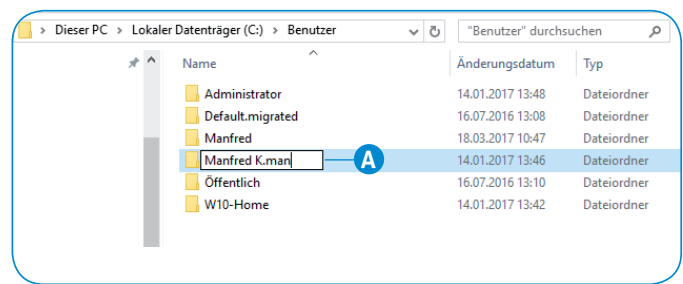 > Dieser PC > Lokaler Datenträger (C:) > Benutzer "Benutzer" durchsuchen
Name Änderungsdatum Typ
Administrator 14.01.2017 13:48 Dateiordner
Default.migrated 16.07.2016 13:08 Dateiordner
Manfred 18.03.2017 10:47 Dateiordner
Manfred K.man A 14.01.2017 13:46 Dateiordner
Öffentlich 16.07.2016 13:10 Dateiordner
W10-Home 14.01.2017 13:42 Dateiordner